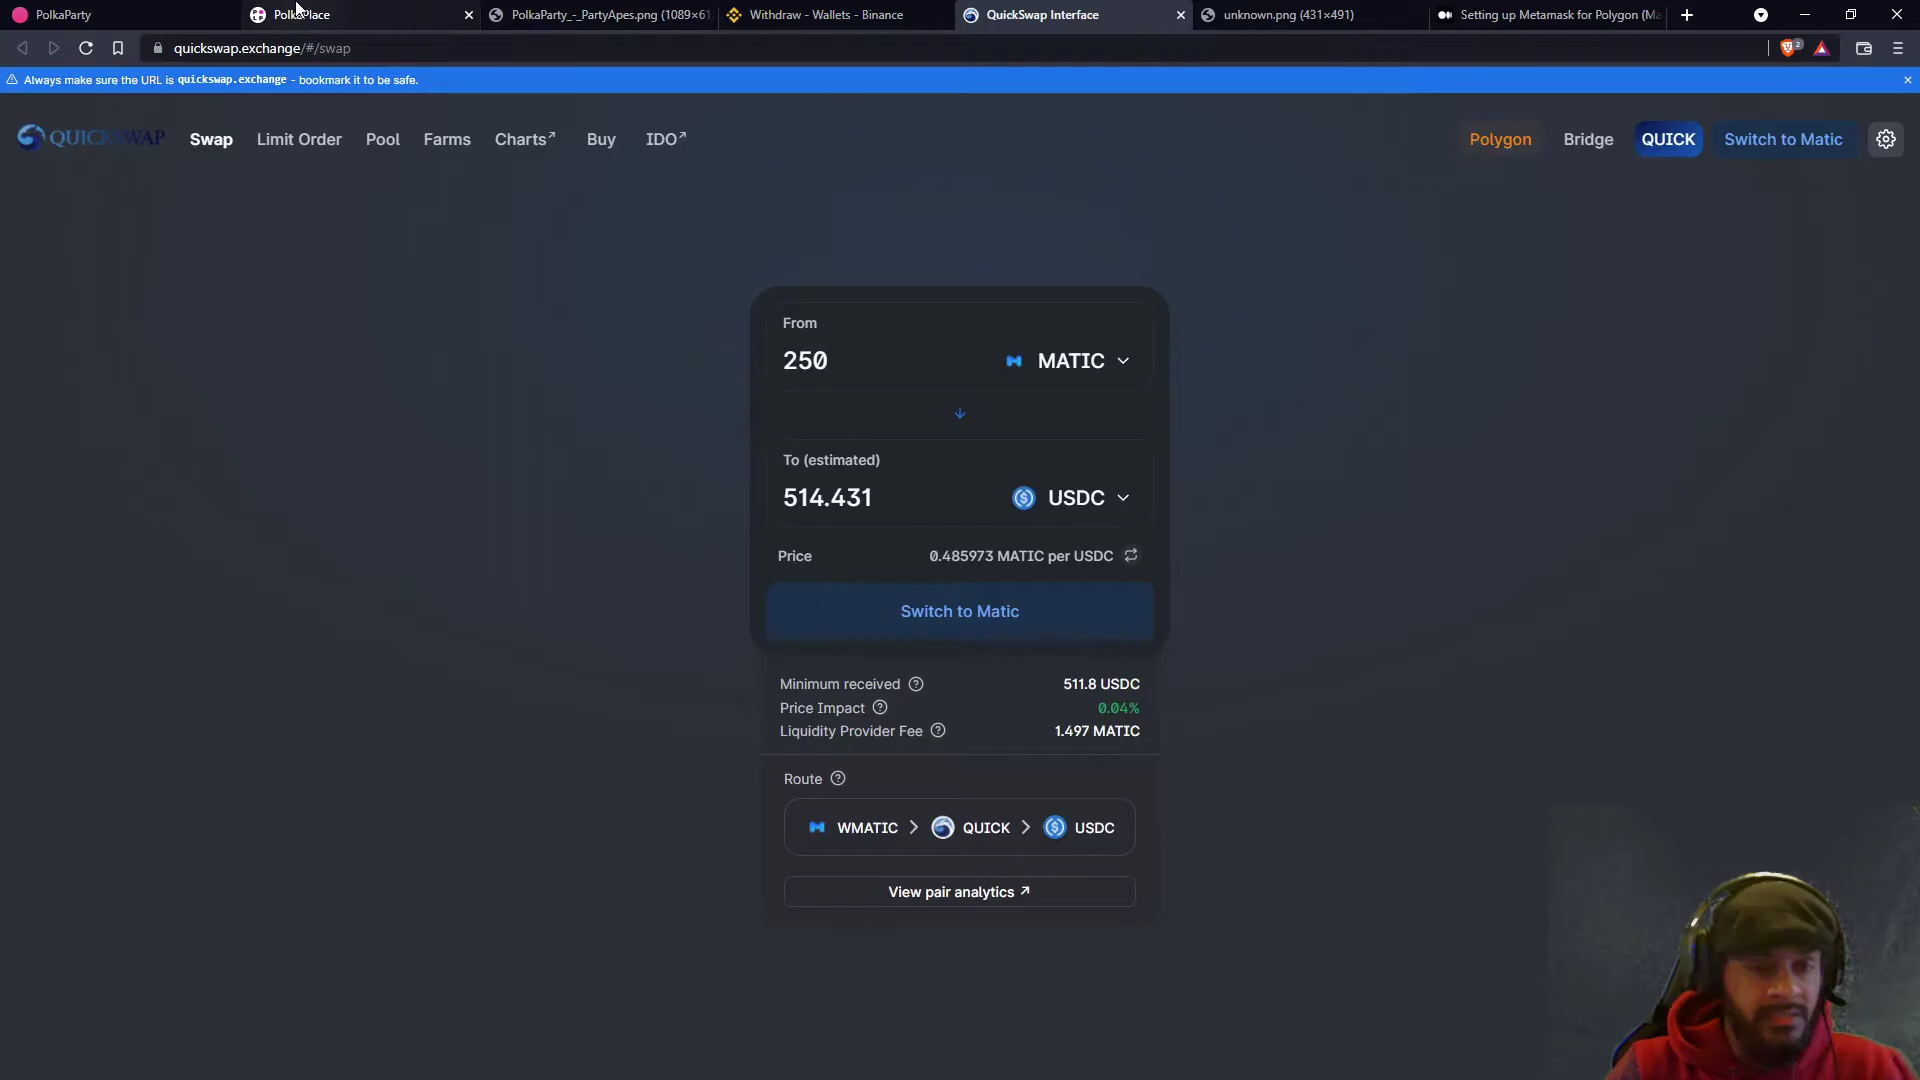 PolkaParty
PolkaPlace
PolkaParty_-_PartyApes.png (1089×61
Withdraw - Wallets - Binance
QuickSwap Interface
unknown.png (431×491)
Setting up Metamask for Polygon (Ma
quickswap.exchange/#/swap
2
Always make sure the URL is quickswap.exchange - bookmark it to be safe.
QUICKSWAP
Swap
Limit Order
Pool
Farms
Charts↗
Buy
IDO↗
Polygon
Bridge
QUICK
Switch to Matic
From
250
MATIC
To (estimated)
514.431
USDC
Price
0.485973 MATIC per USDC
Switch to Matic
Minimum received
511.8 USDC
Price Impact
0.04%
Liquidity Provider Fee
1.497 MATIC
Route
WMATIC > QUICK > USDC
View pair analytics ↗